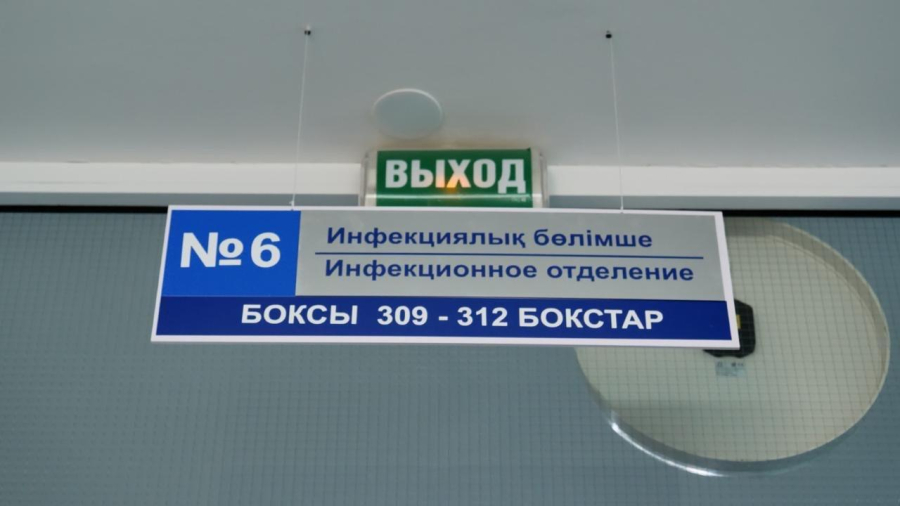 ВЫХОД
№6
Инфекциялық бөлімше
Инфекционное отделение
БОКСЫ 309 - 312 БОКСТАР